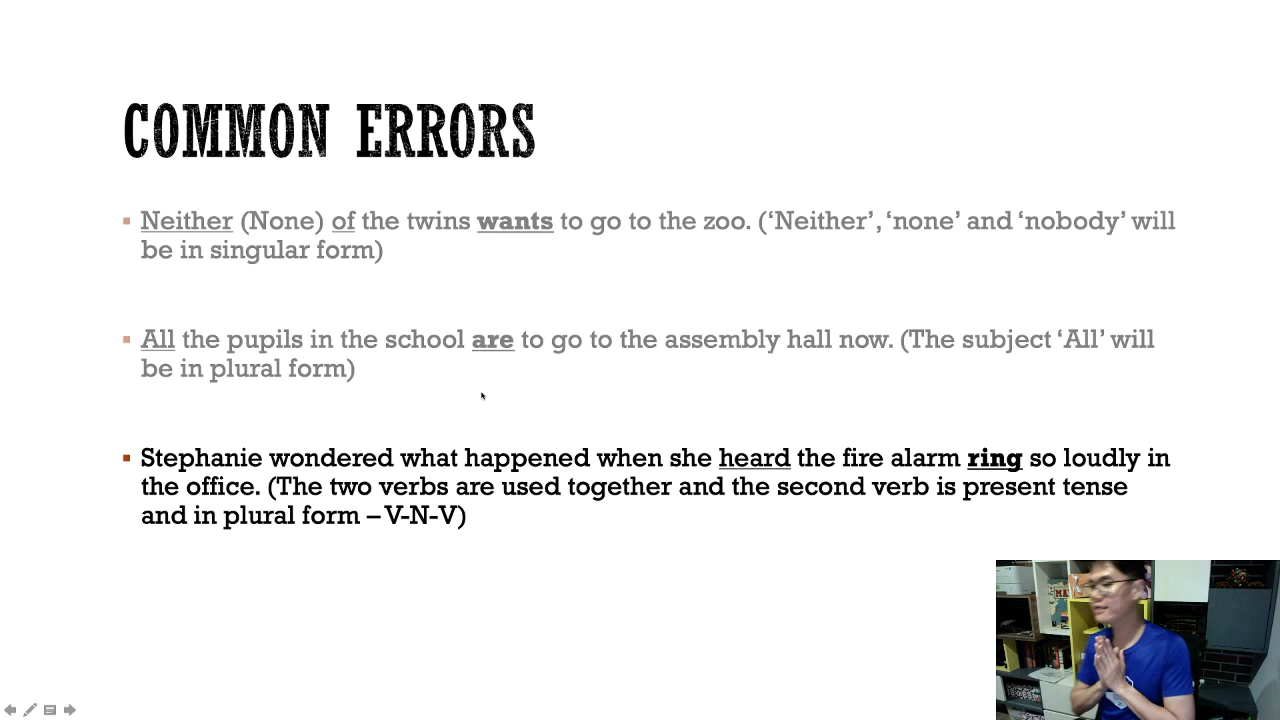 COMMON ERRORS
Neither (None) of the twins wants to go to the zoo. (‘Neither’, ‘none’ and ‘nobody’ will
be in singular form)
All the pupils in the school are to go to the assembly hall now. (The subject ‘All’ will
be in plural form)
Stephanie wondered what happened when she heard the fire alarm ring so loudly in
the office. (The two verbs are used together and the second verb is present tense
and in plural form – V-N-V)